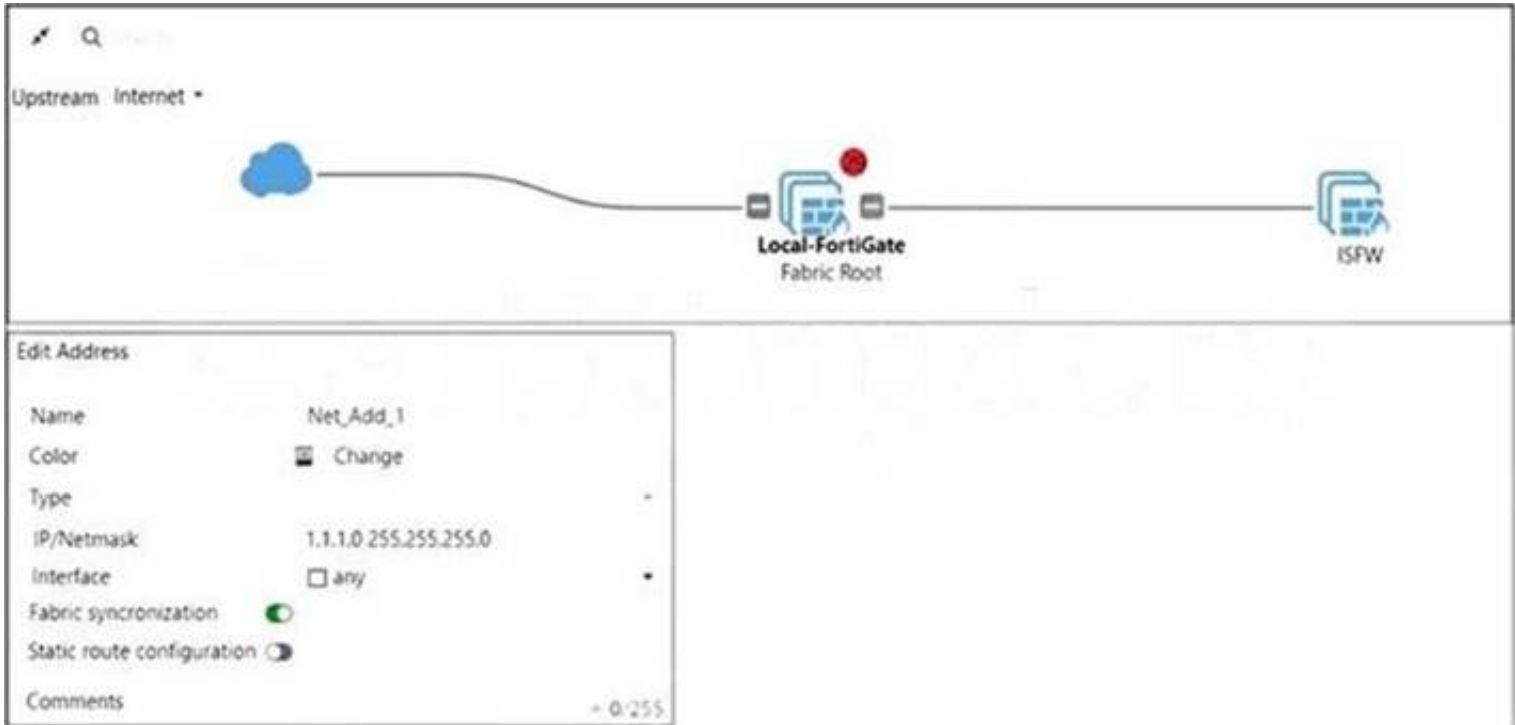 Upstream Internet
Local-FortiGate
Fabric Root
ISFW
Edit Address
Name Net_Add_1
Color Change
Type
IP/Netmask 1.1.1.0 255.255.255.0
Interface any
Fabric syncronization
Static route configuration
Comments 0/255